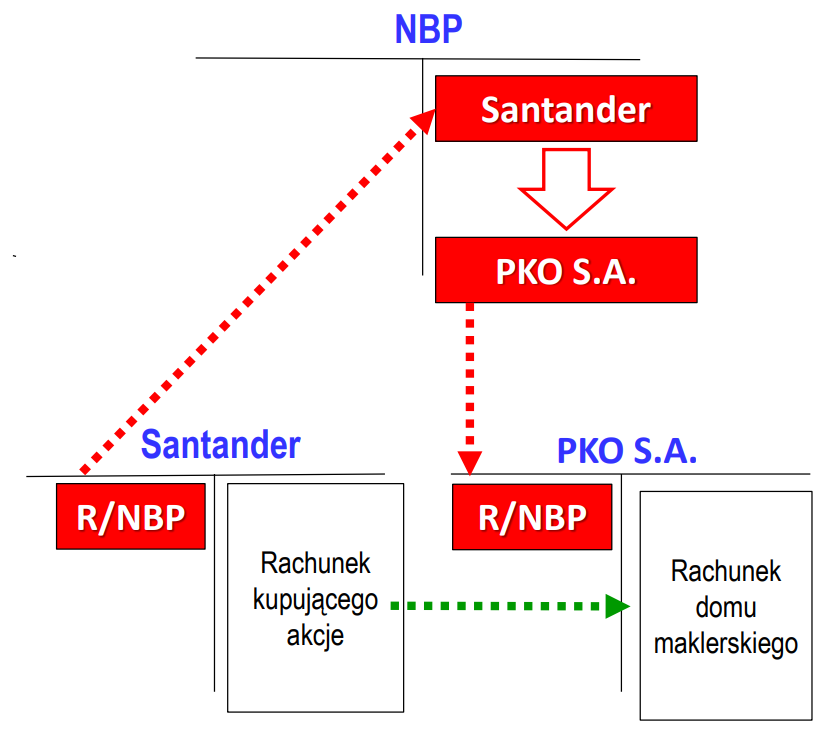 NBP
Santander
PKO S.A.
Santander
PKO S.A.
R/NBP
Rachunek
kupującego
akcje
R/NBP
Rachunek
domu
maklerskiego